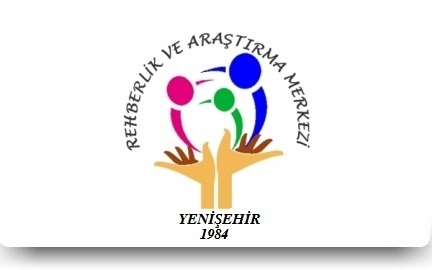 REHBERLİK VE ARAŞTIRMA MERKEZİ
YENİŞEHİR
1984